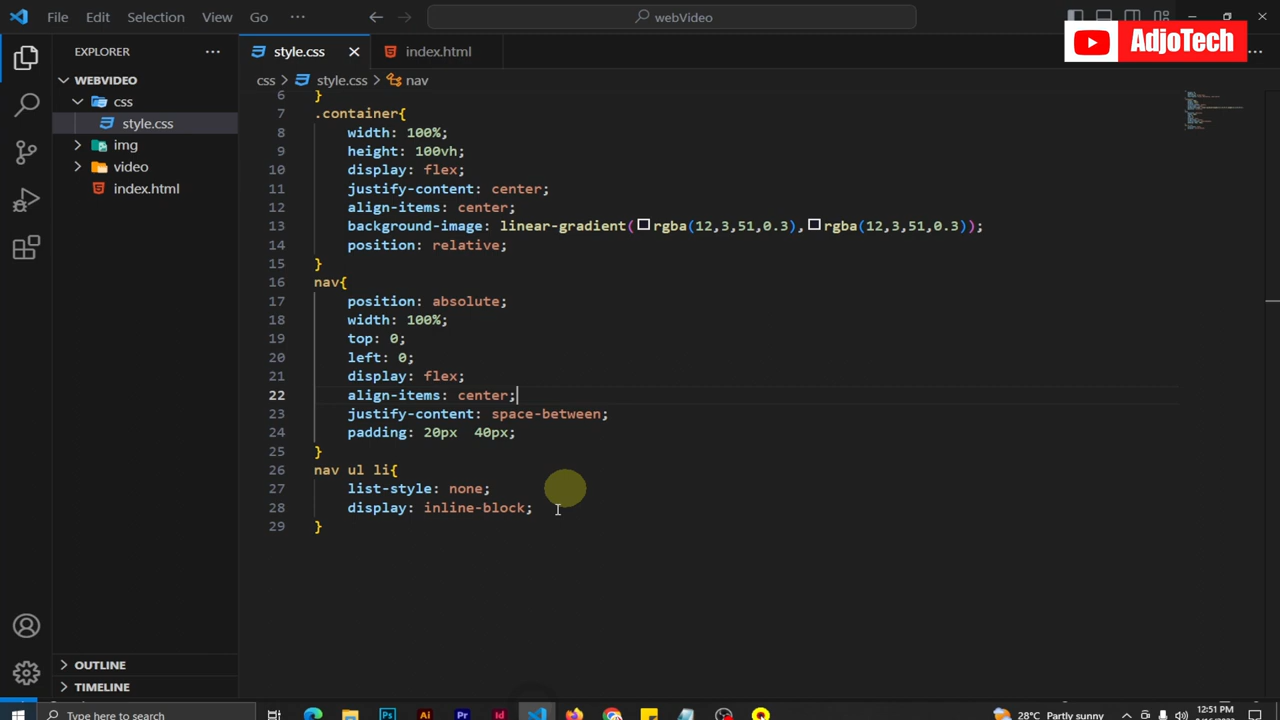 File Edit Selection View Go ··· webVideo
AdjoTech
EXPLORER ···
style.css
index.html
WEBVIDEO
css
style.css
img
video
index.html
css > style.css > nav
6 }
7 .container{
8 width: 100%;
9 height: 100vh;
10 display: flex;
11 justify-content: center;
12 align-items: center;
13 background-image: linear-gradient(rgba(12,3,51,0.3),rgba(12,3,51,0.3));
14 position: relative;
15 }
16 nav{
17 position: absolute;
18 width: 100%;
19 top: 0;
20 left: 0;
21 display: flex;
22 align-items: center;
23 justify-content: space-between;
24 padding: 20px  40px;
25 }
26 nav ul li{
27 list-style: none;
28 display: inline-block;
29 }
OUTLINE
TIMELINE
Type here to search
Ps
Ai
Pr
Id
28°C Partly sunny
12:51 PM